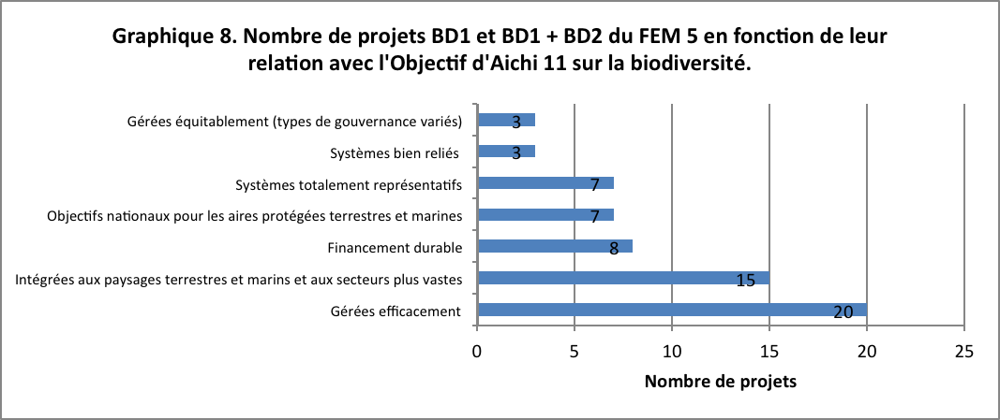 Graphique 8. Nombre de projets BD1 et BD1 + BD2 du FEM 5 en fonction de leur
relation avec l'Objectif d'Aichi 11 sur la biodiversité.
Gérées équitablement (types de gouvernance variés) 3
Systèmes bien reliés 3
Systèmes totalement représentatifs 7
Objectifs nationaux pour les aires protégées terrestres et marines 7
Financement durable 8
Intégrées aux paysages terrestres et marins et aux secteurs plus vastes 15
Gérées efficacement 20
0 5 10 15 20 25
Nombre de projets